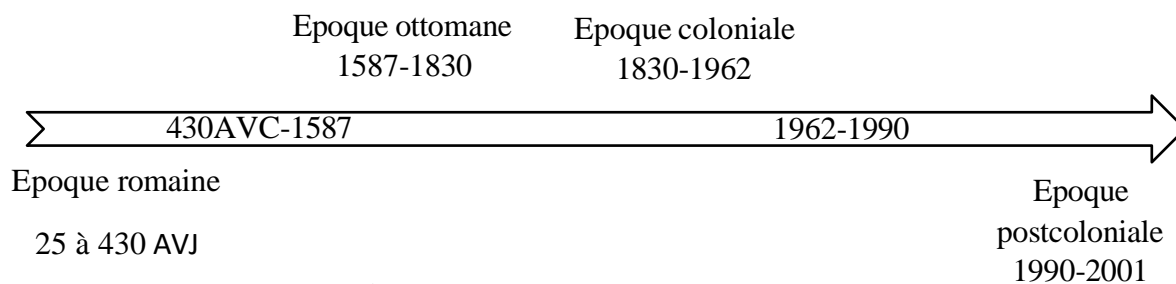 Epoque ottomane
1587-1830
Epoque coloniale
1830-1962
430AVC-1587
1962-1990
Epoque romaine
25 à 430 AVJ
Epoque
postcoloniale
1990-2001